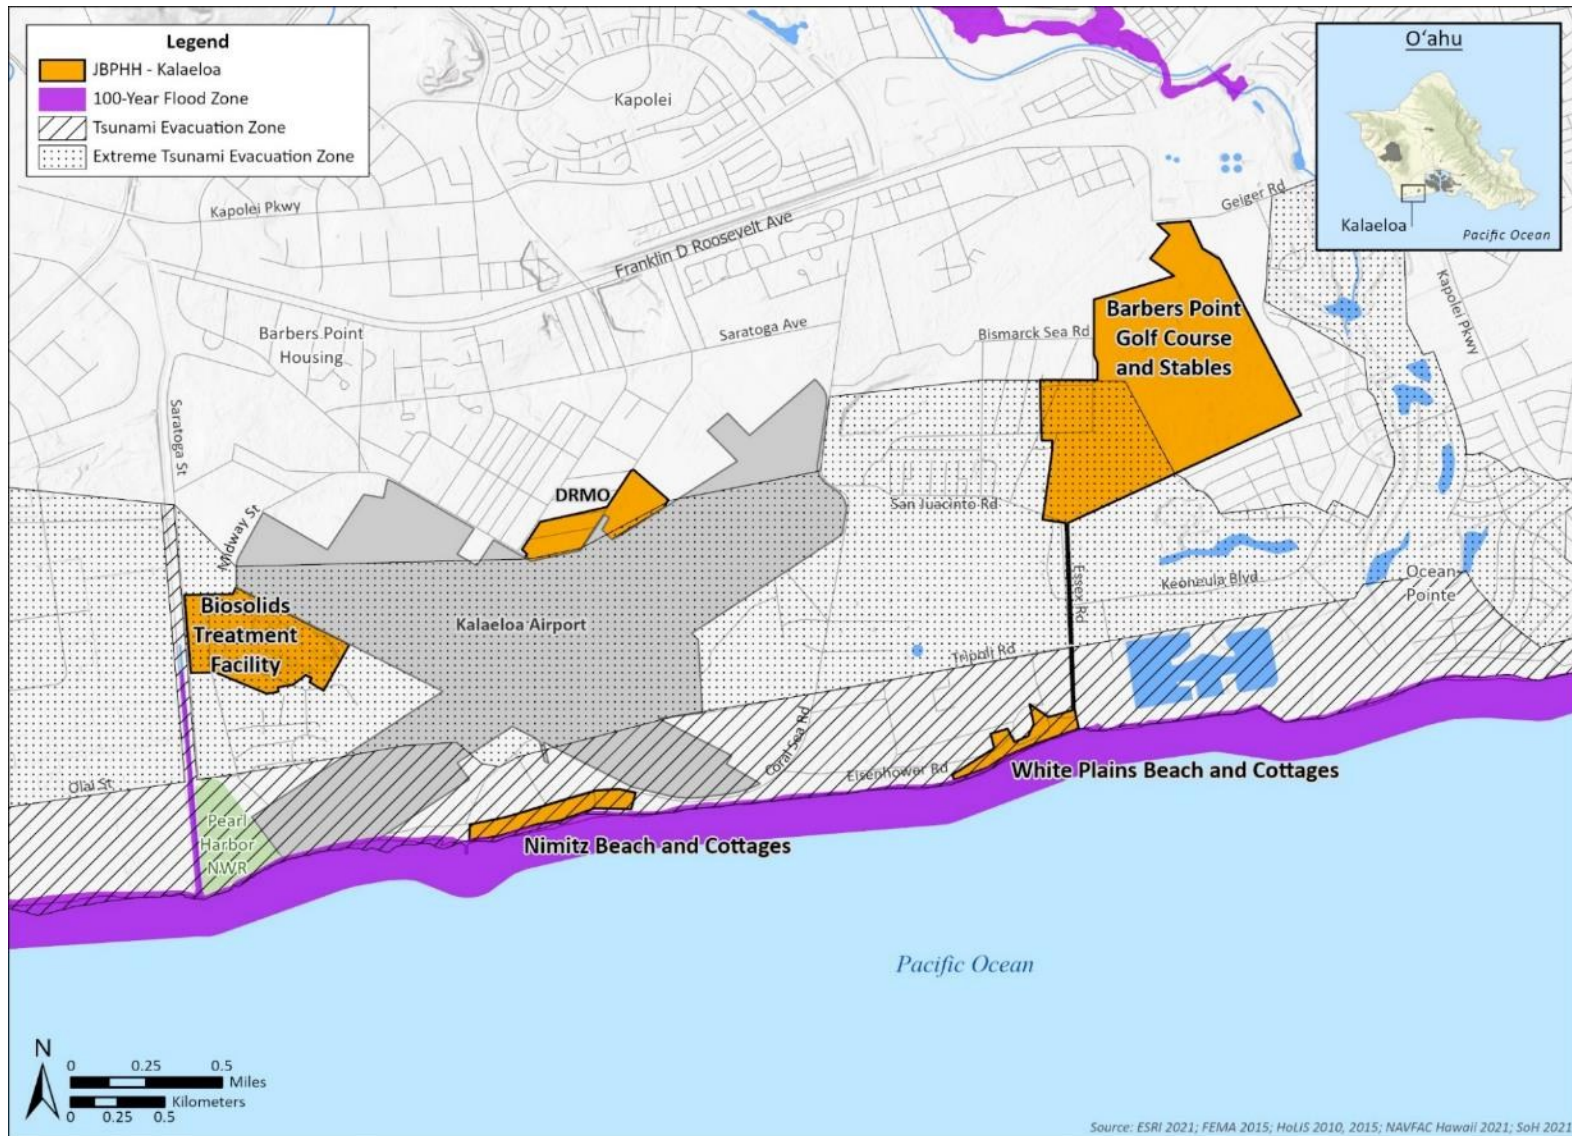 Legend
JBPHH - Kalaeloa
100-Year Flood Zone
Tsunami Evacuation Zone
Extreme Tsunami Evacuation Zone
O‘ahu
Kalaeloa
Pacific Ocean
Kapolei
Kapolei Pkwy
Franklin D Roosevelt Ave
Geiger Rd
Kapolei Pkwy
Barbers Point
Housing
Saratoga Ave
Bismarck Sea Rd
Barbers Point
Golf Course
and Stables
Saratoga St
Midway St
DRMO
San Juacinto Rd
Essex Rd
Keoneula Blvd
Ocean
Pointe
Biosolids
Treatment
Facility
Kalaeloa Airport
Tripoli Rd
Coral Sea Rd
Eisenhower Rd
White Plains Beach and Cottages
Olai St
Pearl
Harbor
NWR
Nimitz Beach and Cottages
Pacific Ocean
N
0 0.25 0.5
Miles
Kilometers
0 0.25 0.5
Source: ESRI 2021; FEMA 2015; HoLIS 2010, 2015; NAVFAC Hawaii 2021; SoH 2021